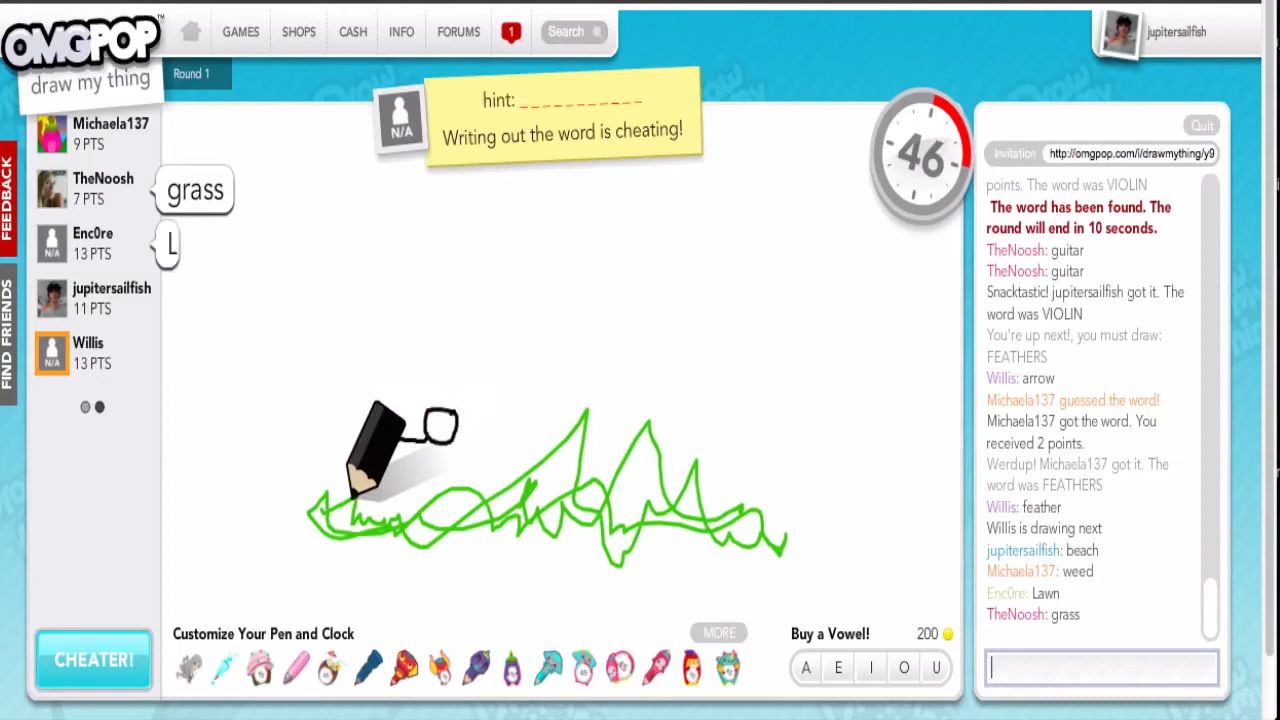 OMGPOP™
draw my thing
GAMES
SHOPS
CASH
INFO
FORUMS
1
Search
jupitersailfish
Round 1
N/A
hint: _ _ _ _ _ _ _ _ _ _ _
Writing out the word is cheating!
46
Quit
Invitation http://omgpop.com/i/drawmything/y9
FEEDBACK
FIND FRIENDS
Michaela137
9 PTS
TheNoosh
7 PTS
grass
N/A
Enc0re
13 PTS
L
jupitersailfish
11 PTS
N/A
Willis
13 PTS
points. The word was VIOLIN
The word has been found. The
round will end in 10 seconds.
TheNoosh: guitar
TheNoosh: guitar
Snacktastic! jupitersailfish got it. The
word was VIOLIN
You're up next!, you must draw:
FEATHERS
Willis: arrow
Michaela137 guessed the word!
Michaela137 got the word. You
received 2 points.
Werdup! Michaela137 got it. The
word was FEATHERS
Willis: feather
Willis is drawing next
jupitersailfish: beach
Michaela137: weed
Enc0re: Lawn
TheNoosh: grass
CHEATER!
Customize Your Pen and Clock
MORE
Buy a Vowel!
200
A E I O U